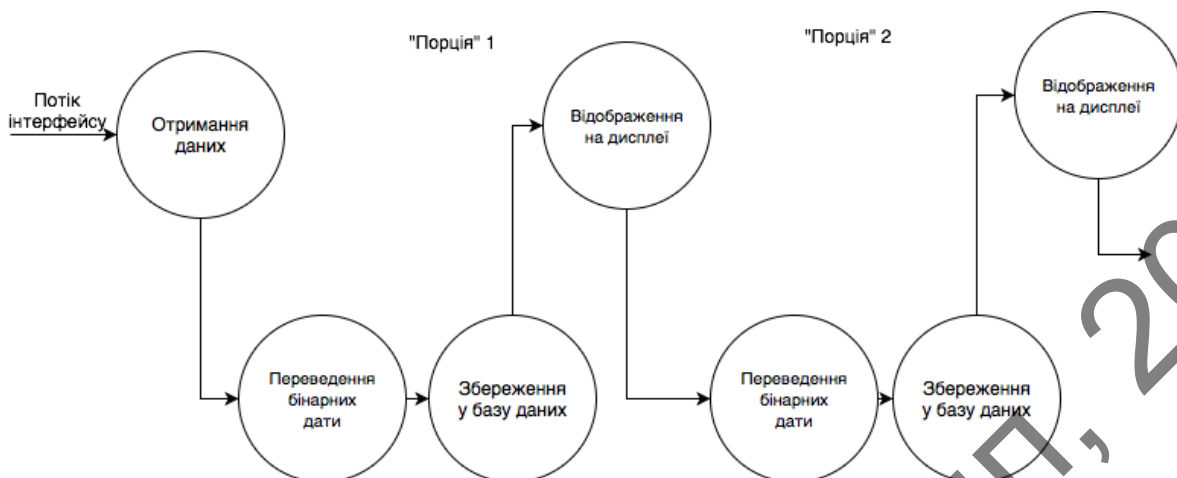 "Порція" 1
"Порція" 2
Потік
інтерфейсу
Отримання
даних
Відображення
на дисплеї
Відображення
на дисплеї
Переведення
бінарних
дати
Збереження
у базу даних
Переведення
бінарних
дати
Збереження
у базу даних